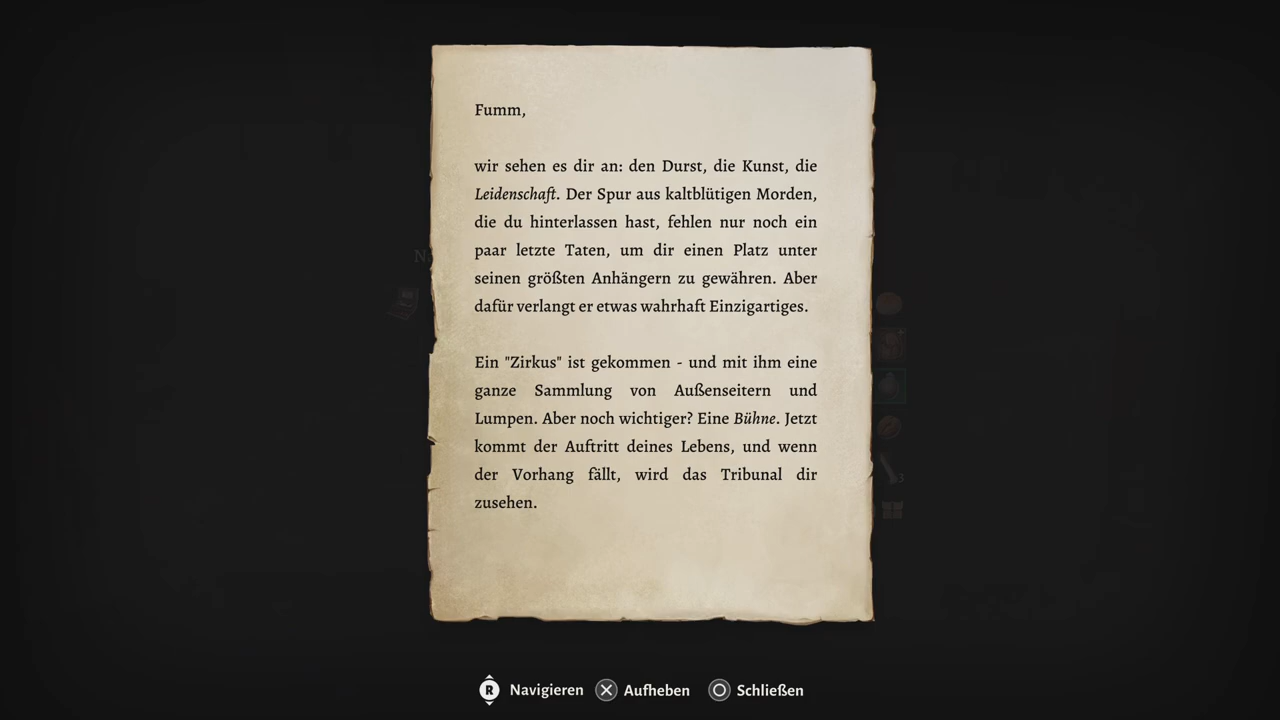 Fumm,
wir sehen es dir an: den Durst, die Kunst, die
Leidenschaft. Der Spur aus kaltblütigen Morden,
die du hinterlassen hast, fehlen nur noch ein
paar letzte Taten, um dir einen Platz unter
seinen größten Anhängern zu gewähren. Aber
dafür verlangt er etwas wahrhaft Einzigartiges.
Ein "Zirkus" ist gekommen - und mit ihm eine
ganze Sammlung von Außenseitern und
Lumpen. Aber noch wichtiger? Eine Bühne. Jetzt
kommt der Auftritt deines Lebens, und wenn
der Vorhang fällt, wird das Tribunal dir
zusehen.
R Navigieren Aufheben Schließen